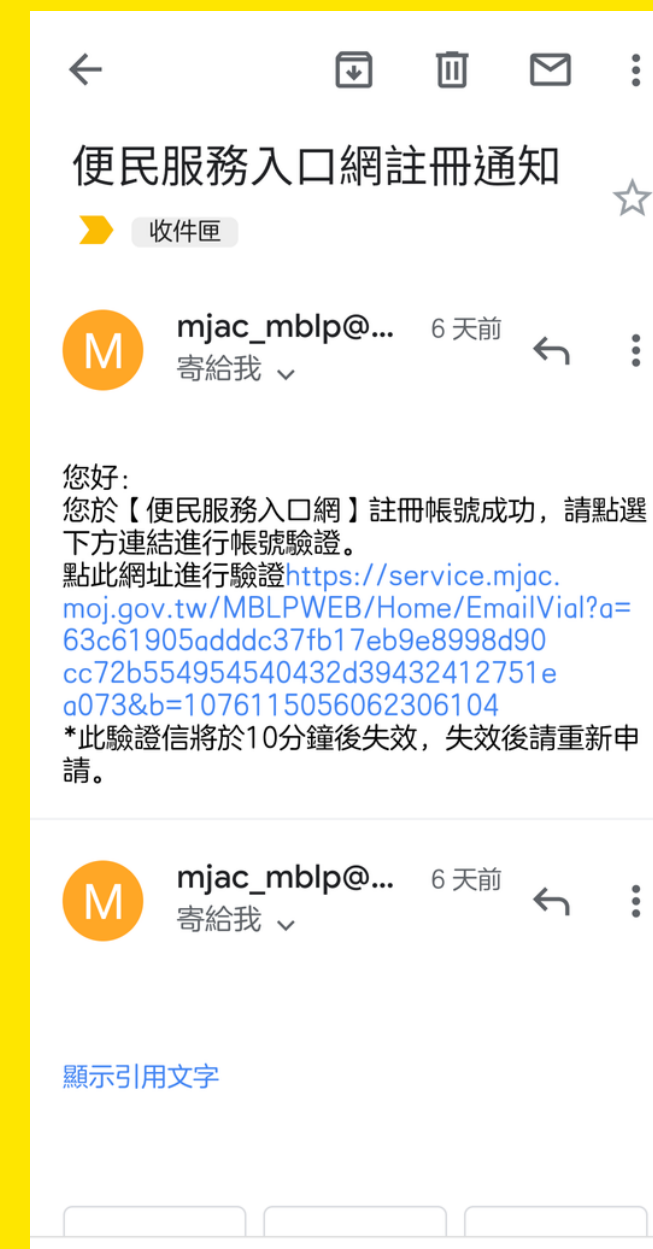 便民服務入口網註冊通知
收件匣
M
mjac_mblp@...
6 天前
寄給我
您好:
您於【便民服務入口網】註冊帳號成功，請點選
下方連結進行帳號驗證。
點此網址進行驗證https://service.mjac.
moj.gov.tw/MBLPWEB/Home/EmailVial?a=
63c61905adddc37fb17eb9e8998d90
cc72b554954540432d39432412751e
a073&b=1076115056062306104
*此驗證信將於10分鐘後失效，失效後請重新申
請。
M
mjac_mblp@...
6 天前
寄給我
顯示引用文字